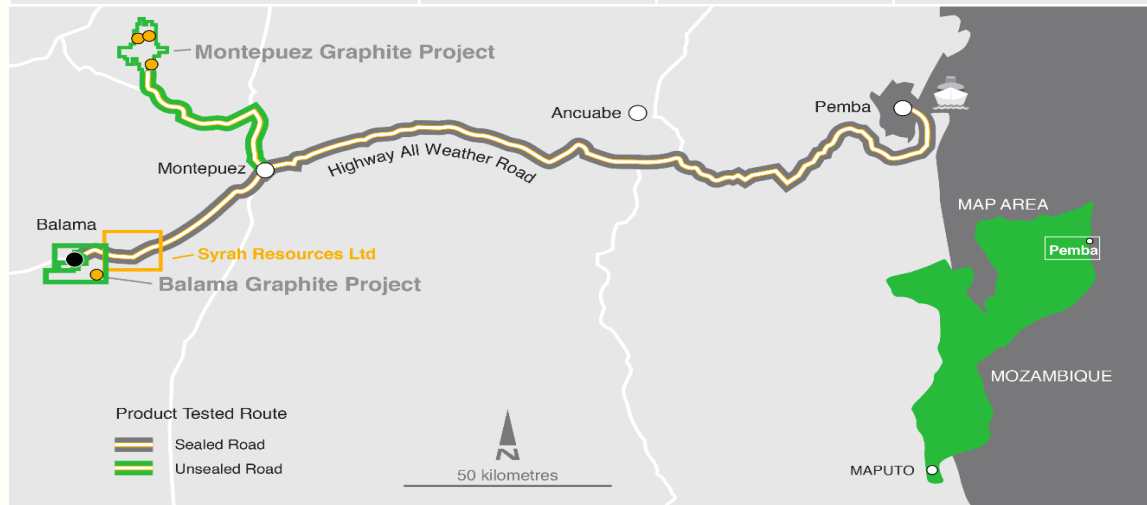 Montepuez Graphite Project
Ancuabe
Pemba
Highway All Weather Road
Montepuez
MAP AREA
Balama
Pemba
Syrah Resources Ltd
Balama Graphite Project
MOZAMBIQUE
Product Tested Route
Sealed Road
N
Unsealed Road
50 kilometres
MAPUTO